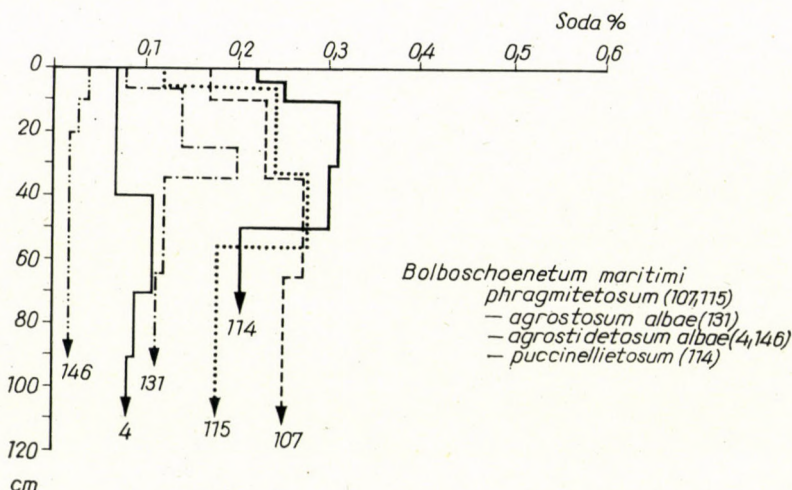 Soda %
0 0,1 0,2 0,3 0,4 0,5 0,6
20
40
60
80
100
120
cm
146
4
131
115
114
107
Bolboschoenetum maritimi
phragmitetosum (107,115)
— agrostosum albae (131)
— agrostidetosum albae (4,146)
— puccinellietosum (114)